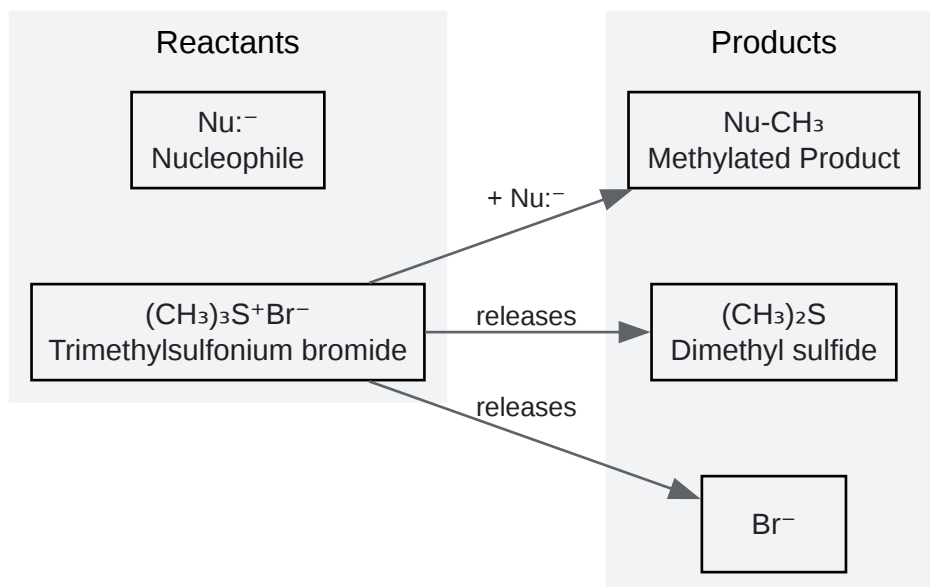 Reactants
Products
Nu:⁻
Nucleophile
Nu-CH₃
Methylated Product
+ Nu:⁻
(CH₃)₃S⁺Br⁻
Trimethylsulfonium bromide
releases
(CH₃)₂S
Dimethyl sulfide
releases
Br⁻